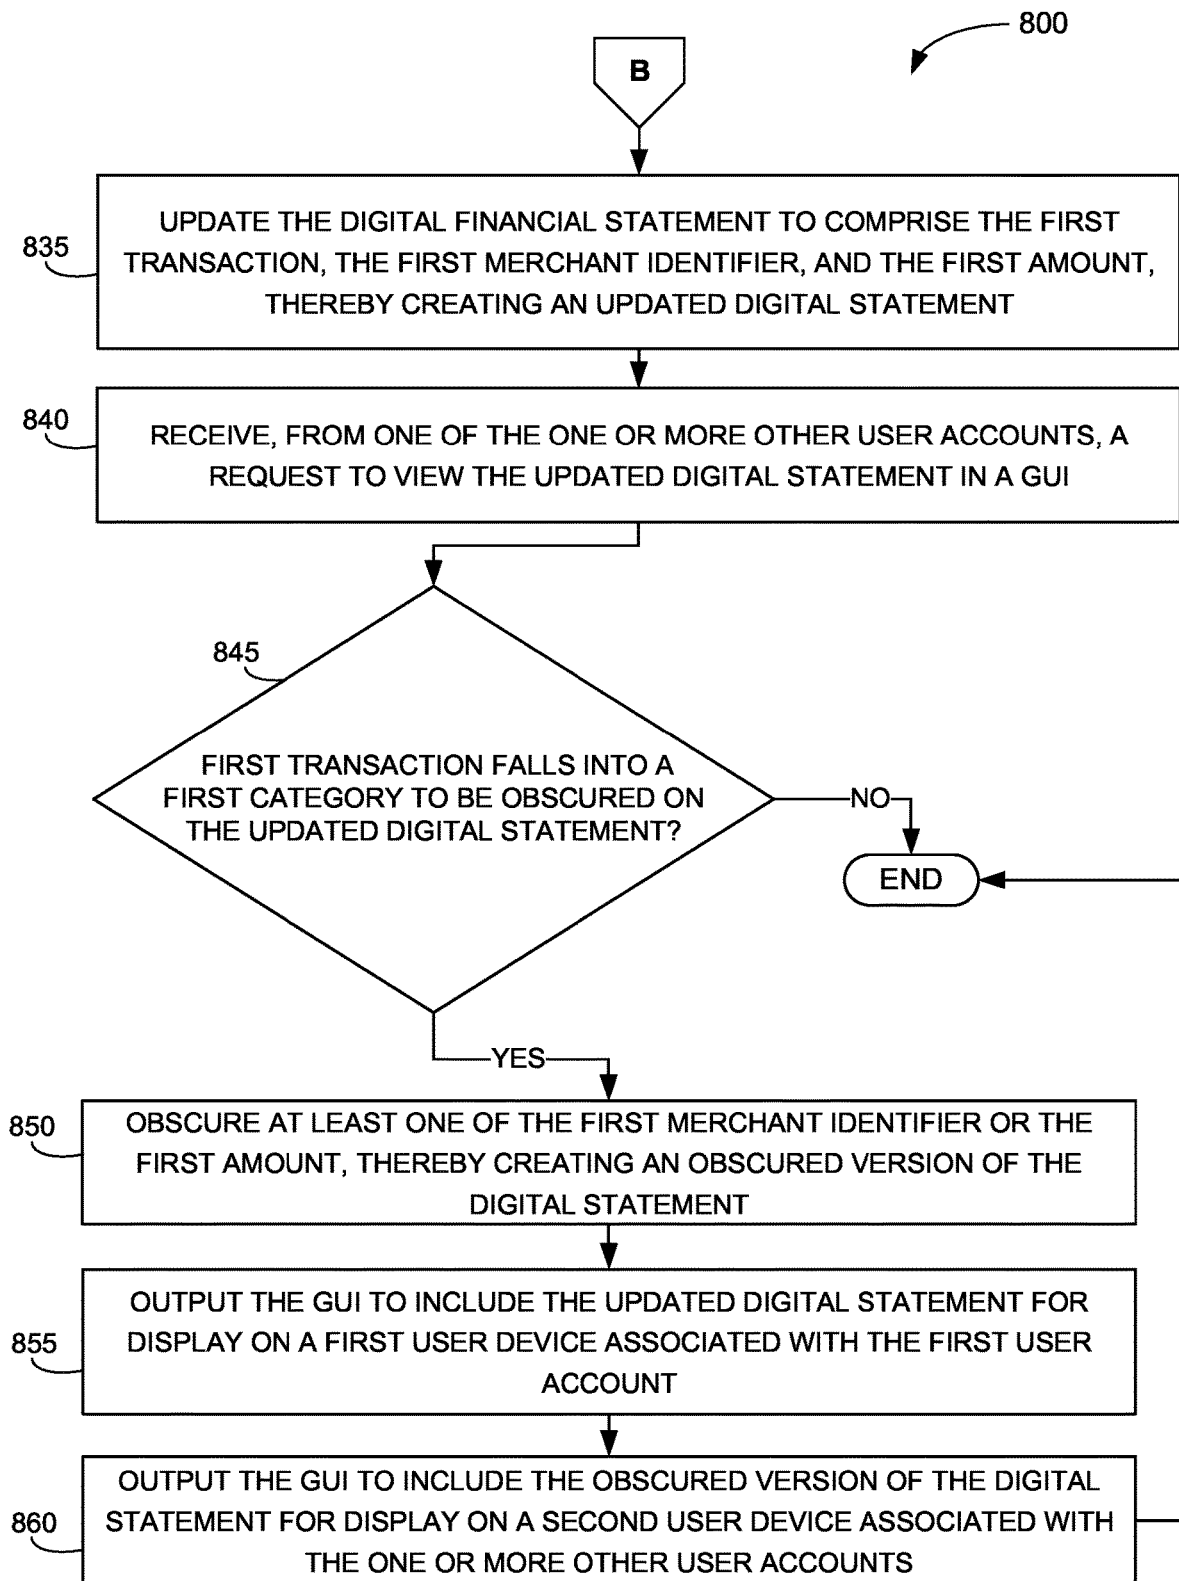 800
B
835
UPDATE THE DIGITAL FINANCIAL STATEMENT TO COMPRISE THE FIRST
TRANSACTION, THE FIRST MERCHANT IDENTIFIER, AND THE FIRST AMOUNT,
THEREBY CREATING AN UPDATED DIGITAL STATEMENT
840
RECEIVE, FROM ONE OF THE ONE OR MORE OTHER USER ACCOUNTS, A
REQUEST TO VIEW THE UPDATED DIGITAL STATEMENT IN A GUI
845
FIRST TRANSACTION FALLS INTO A
FIRST CATEGORY TO BE OBSCURED ON
THE UPDATED DIGITAL STATEMENT?
NO
END
YES
850
OBSCURE AT LEAST ONE OF THE FIRST MERCHANT IDENTIFIER OR THE
FIRST AMOUNT, THEREBY CREATING AN OBSCURED VERSION OF THE
DIGITAL STATEMENT
855
OUTPUT THE GUI TO INCLUDE THE UPDATED DIGITAL STATEMENT FOR
DISPLAY ON A FIRST USER DEVICE ASSOCIATED WITH THE FIRST USER
ACCOUNT
860
OUTPUT THE GUI TO INCLUDE THE OBSCURED VERSION OF THE DIGITAL
STATEMENT FOR DISPLAY ON A SECOND USER DEVICE ASSOCIATED WITH
THE ONE OR MORE OTHER USER ACCOUNTS